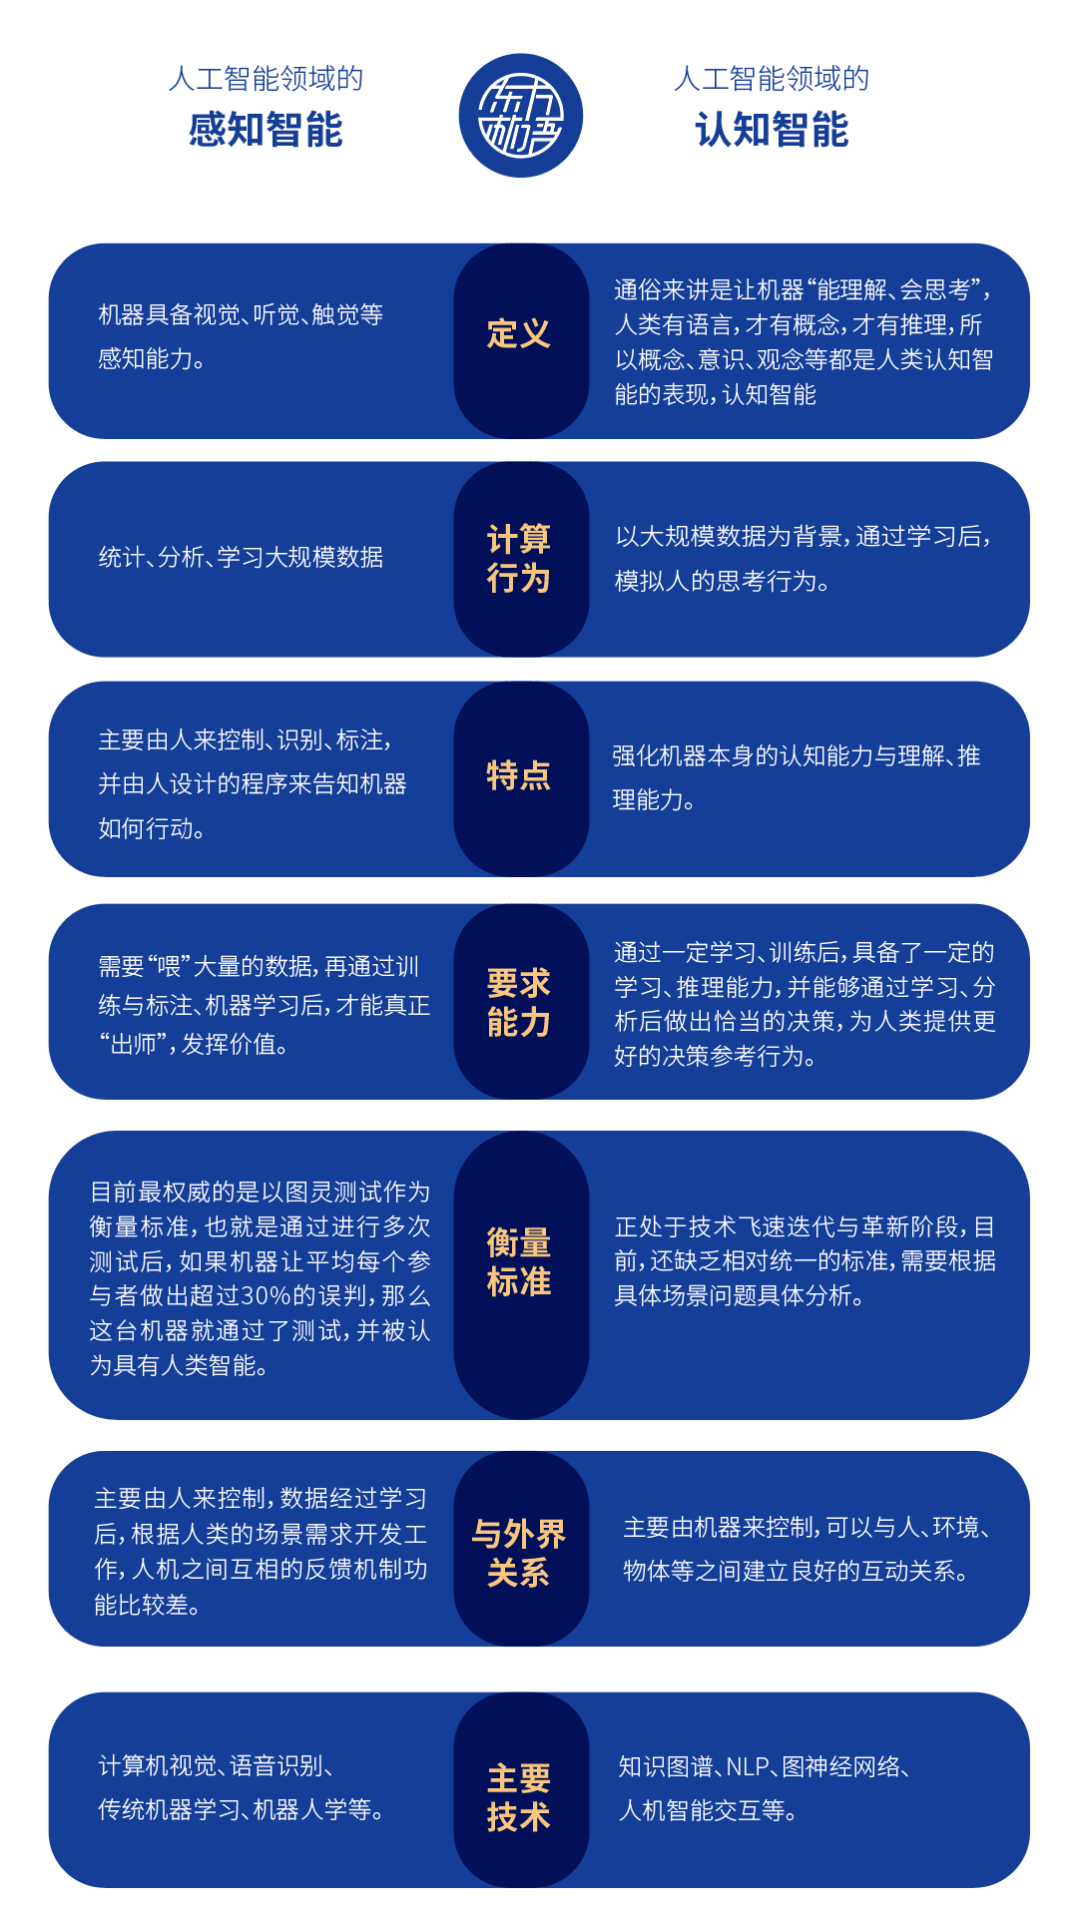 人工智能领域的
感知智能
东方
物语
人工智能领域的
认知智能
机器具备视觉、听觉、触觉等
感知能力。
定义
通俗来讲是让机器“能理解、会思考”，
人类有语言，才有概念，才有推理，所
以概念、意识、观念等都是人类认知智
能的表现，认知智能
统计、分析、学习大规模数据
计算
行为
以大规模数据为背景，通过学习后，
模拟人的思考行为。
主要由人来控制、识别、标注，
并由人设计的程序来告知机器
如何行动。
特点
强化机器本身的认知能力与理解、推
理能力。
需要“喂”大量的数据，再通过训
练与标注、机器学习后，才能真正
“出师”，发挥价值。
要求
能力
通过一定学习、训练后，具备了一定的
学习、推理能力，并能够通过学习、分
析后做出恰当的决策，为人类提供更
好的决策参考行为。
目前最权威的是以图灵测试作为
衡量标准，也就是通过进行多次
测试后，如果机器让平均每个参
与者做出超过30%的误判，那么
这台机器就通过了测试，并被认
为具有人类智能。
衡量
标准
正处于技术飞速迭代与革新阶段，目
前，还缺乏相对统一的标准，需要根据
具体场景问题具体分析。
主要由人来控制，数据经过学习
后，根据人类的场景需求开发工
作，人机之间互相的反馈机制功
能比较差。
与外界
关系
主要由机器来控制，可以与人、环境、
物体等之间建立良好的互动关系。
计算机视觉、语音识别、
传统机器学习、机器人学等。
主要
技术
知识图谱、NLP、图神经网络、
人机智能交互等。